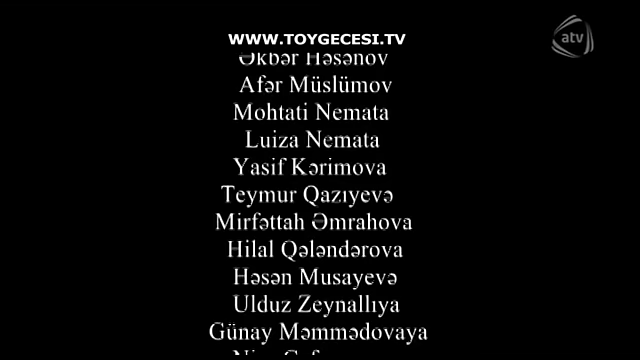 WWW.TOYGECESI.TV
atv
Əkbər Həsənov
Afər Müslümov
Mohtati Nemata
Luiza Nemata
Yasif Kərimova
Teymur Qazıyevə
Mirfəttah Əmrahova
Hilal Qələndərova
Həsən Musayevə
Ulduz Zeynallıya
Günay Məmmədovaya